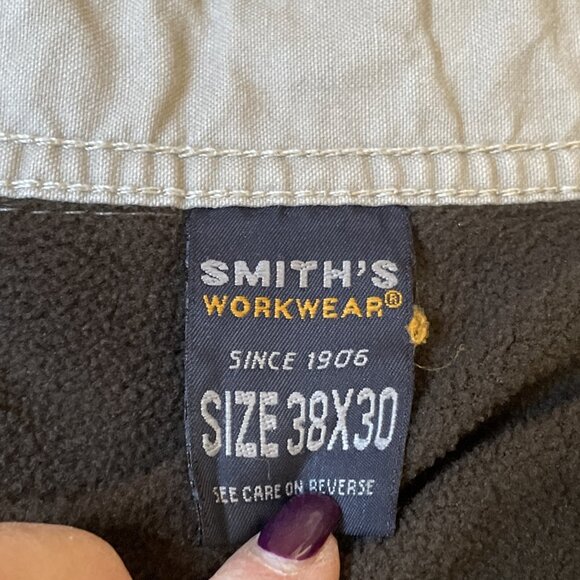 SMITH'S
WORKWEAR®
SINCE 1906
SIZE 38X30
SEE CARE ON REVERSE